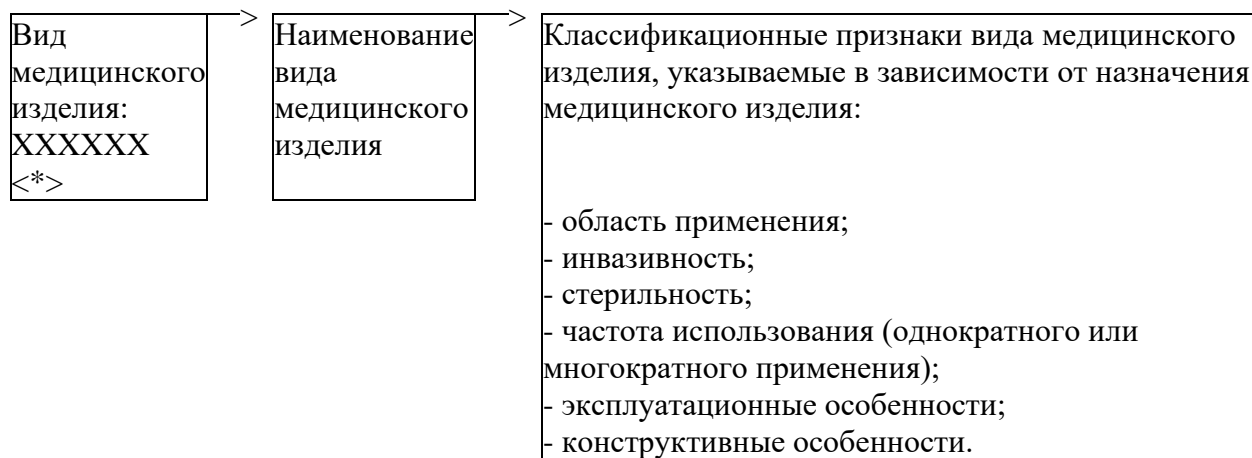 Вид
медицинского
изделия:
XXXXXX
<*>
>
Наименование
вида
медицинского
изделия
>
Классификационные признаки вида медицинского
изделия, указываемые в зависимости от назначения
медицинского изделия:
- область применения;
- инвазивность;
- стерильность;
- частота использования (однократного или
многократного применения);
- эксплуатационные особенности;
- конструктивные особенности.